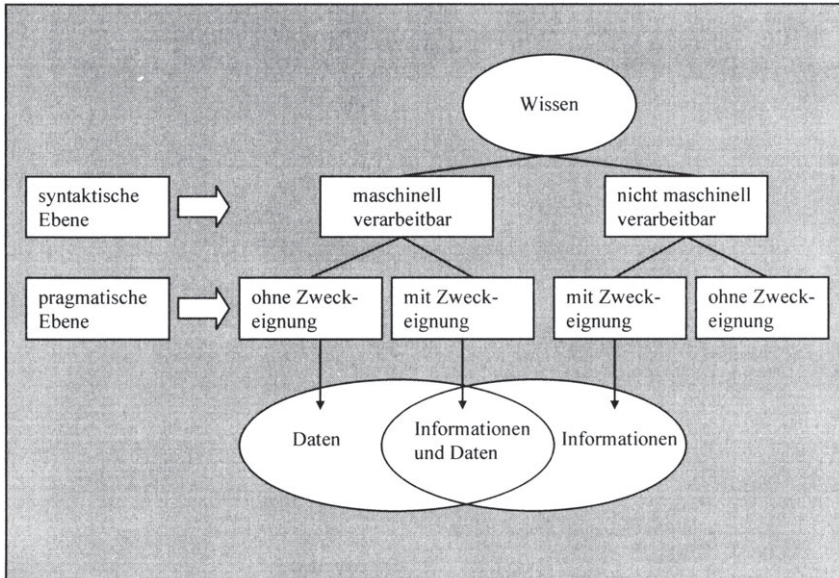 Wissen
syntaktische
Ebene
maschinell
verarbeitbar
nicht maschinell
verarbeitbar
pragmatische
Ebene
ohne Zweck-
eignung
mit Zweck-
eignung
mit Zweck-
eignung
ohne Zweck-
eignung
Daten
Informationen
und Daten
Informationen